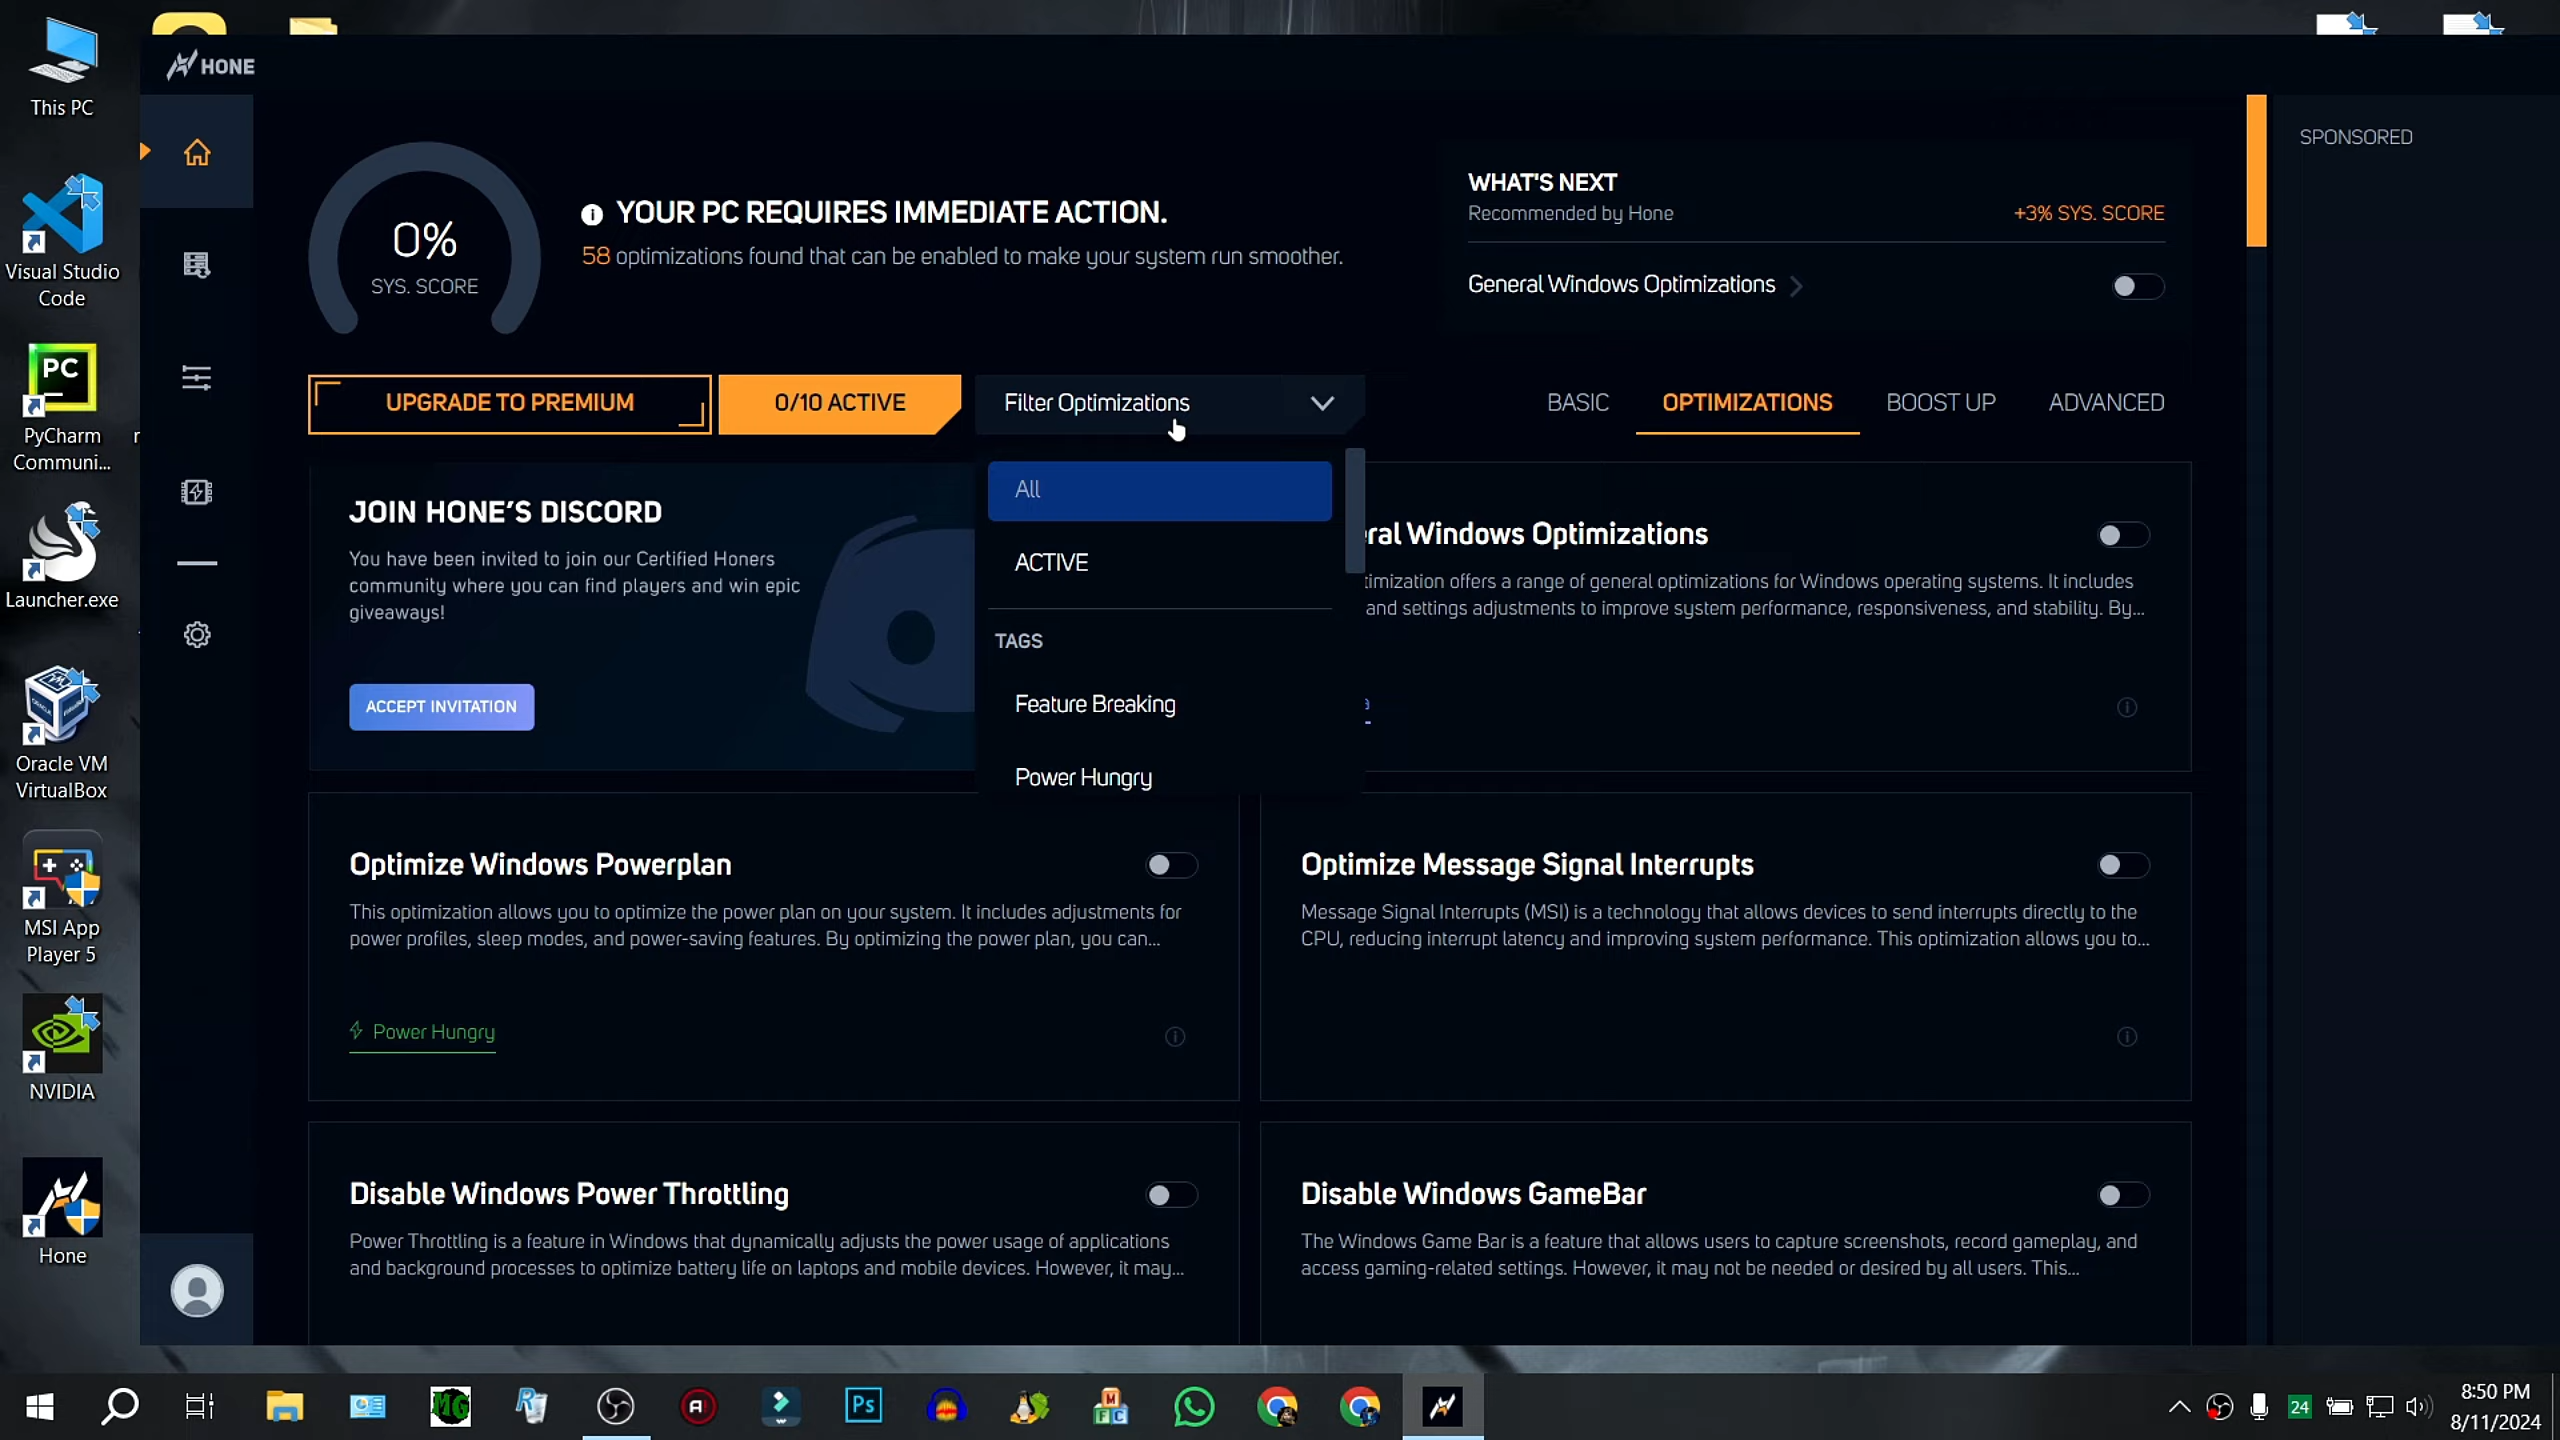 This PC
Visual Studio
Code
PyCharm
Communi...
Launcher.exe
Oracle VM
VirtualBox
MSI App
Player 5
NVIDIA
Hone
HONE
0%
SYS. SCORE
YOUR PC REQUIRES IMMEDIATE ACTION.
58 optimizations found that can be enabled to make your system run smoother.
WHAT'S NEXT
Recommended by Hone
+3% SYS. SCORE
General Windows Optimizations
SPONSORED
UPGRADE TO PREMIUM
0/10 ACTIVE
Filter Optimizations
BASIC
OPTIMIZATIONS
BOOST UP
ADVANCED
All
ACTIVE
TAGS
Feature Breaking
Power Hungry
JOIN HONE'S DISCORD
You have been invited to join our Certified Honers
community where you can find players and win epic
giveaways!
ACCEPT INVITATION
ral Windows Optimizations
timization offers a range of general optimizations for Windows operating systems. It includes
and settings adjustments to improve system performance, responsiveness, and stability. By...
Optimize Windows Powerplan
This optimization allows you to optimize the power plan on your system. It includes adjustments for
power profiles, sleep modes, and power-saving features. By optimizing the power plan, you can...
Power Hungry
Optimize Message Signal Interrupts
Message Signal Interrupts (MSI) is a technology that allows devices to send interrupts directly to the
CPU, reducing interrupt latency and improving system performance. This optimization allows you to...
Disable Windows Power Throttling
Power Throttling is a feature in Windows that dynamically adjusts the power usage of applications
and background processes to optimize battery life on laptops and mobile devices. However, it may...
Disable Windows GameBar
The Windows Game Bar is a feature that allows users to capture screenshots, record gameplay, and
access gaming-related settings. However, it may not be needed or desired by all users. This...
PC
MG
Ps
24
8:50 PM
8/11/2024